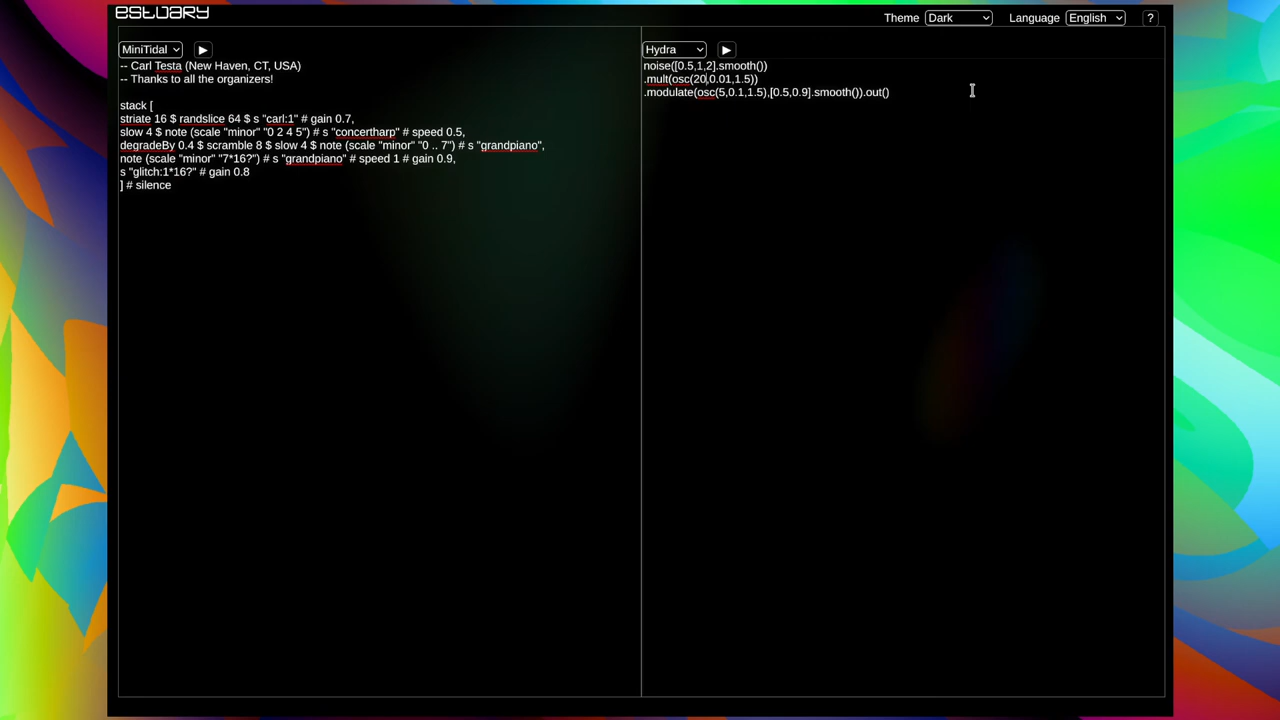 estuary
Theme Dark Language English ?
MiniTidal
-- Carl Testa (New Haven, CT, USA)
-- Thanks to all the organizers!
stack [
striate 16 $ randslice 64 $ s "carl:1" # gain 0.7,
slow 4 $ note (scale "minor" "0 2 4 5") # s "concertharp" # speed 0.5,
degradeBy 0.4 $ scramble 8 $ slow 4 $ note (scale "minor" "0 .. 7") # s "grandpiano",
note (scale "minor" "7*16?") # s "grandpiano" # speed 1 # gain 0.9,
s "glitch:1*16?" # gain 0.8
] # silence
Hydra
noise([0.5,1,2].smooth())
.mult(osc(20,0.01,1.5))
.modulate(osc(5,0.1,1.5),[0.5,0.9].smooth()).out()